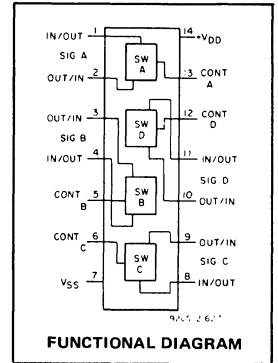 IN/OUT 1 14 +VDD
SIG A SW A
OUT/IN 2 13 CONT A
OUT/IN 3 12 CONT D
SIG B SW D
IN/OUT 4 11 IN/OUT
SIG D
CONT B 5 SW B 10 OUT/IN
CONT C 6 9 OUT/IN
SW C SIG C
VSS 7 8 IN/OUT
FUNCTIONAL DIAGRAM